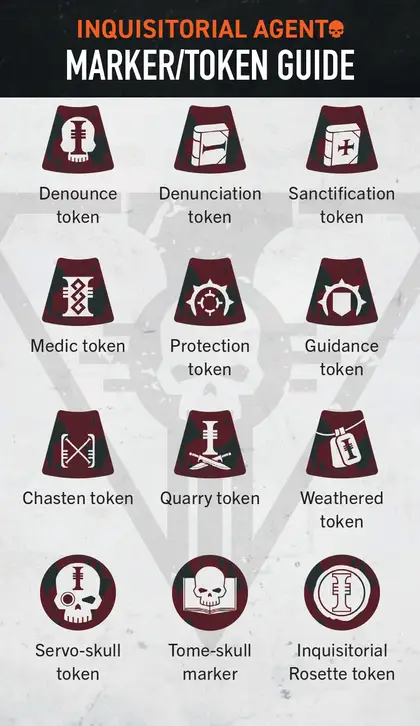 INQUISITORIAL AGENT
MARKER/TOKEN GUIDE
Denounce
token
Denunciation
token
Sanctification
token
Medic token
Protection
token
Guidance
token
Chasten token
Quarry token
Weathered
token
Servo-skull
token
Tome-skull
marker
Inquisitorial
Rosette token